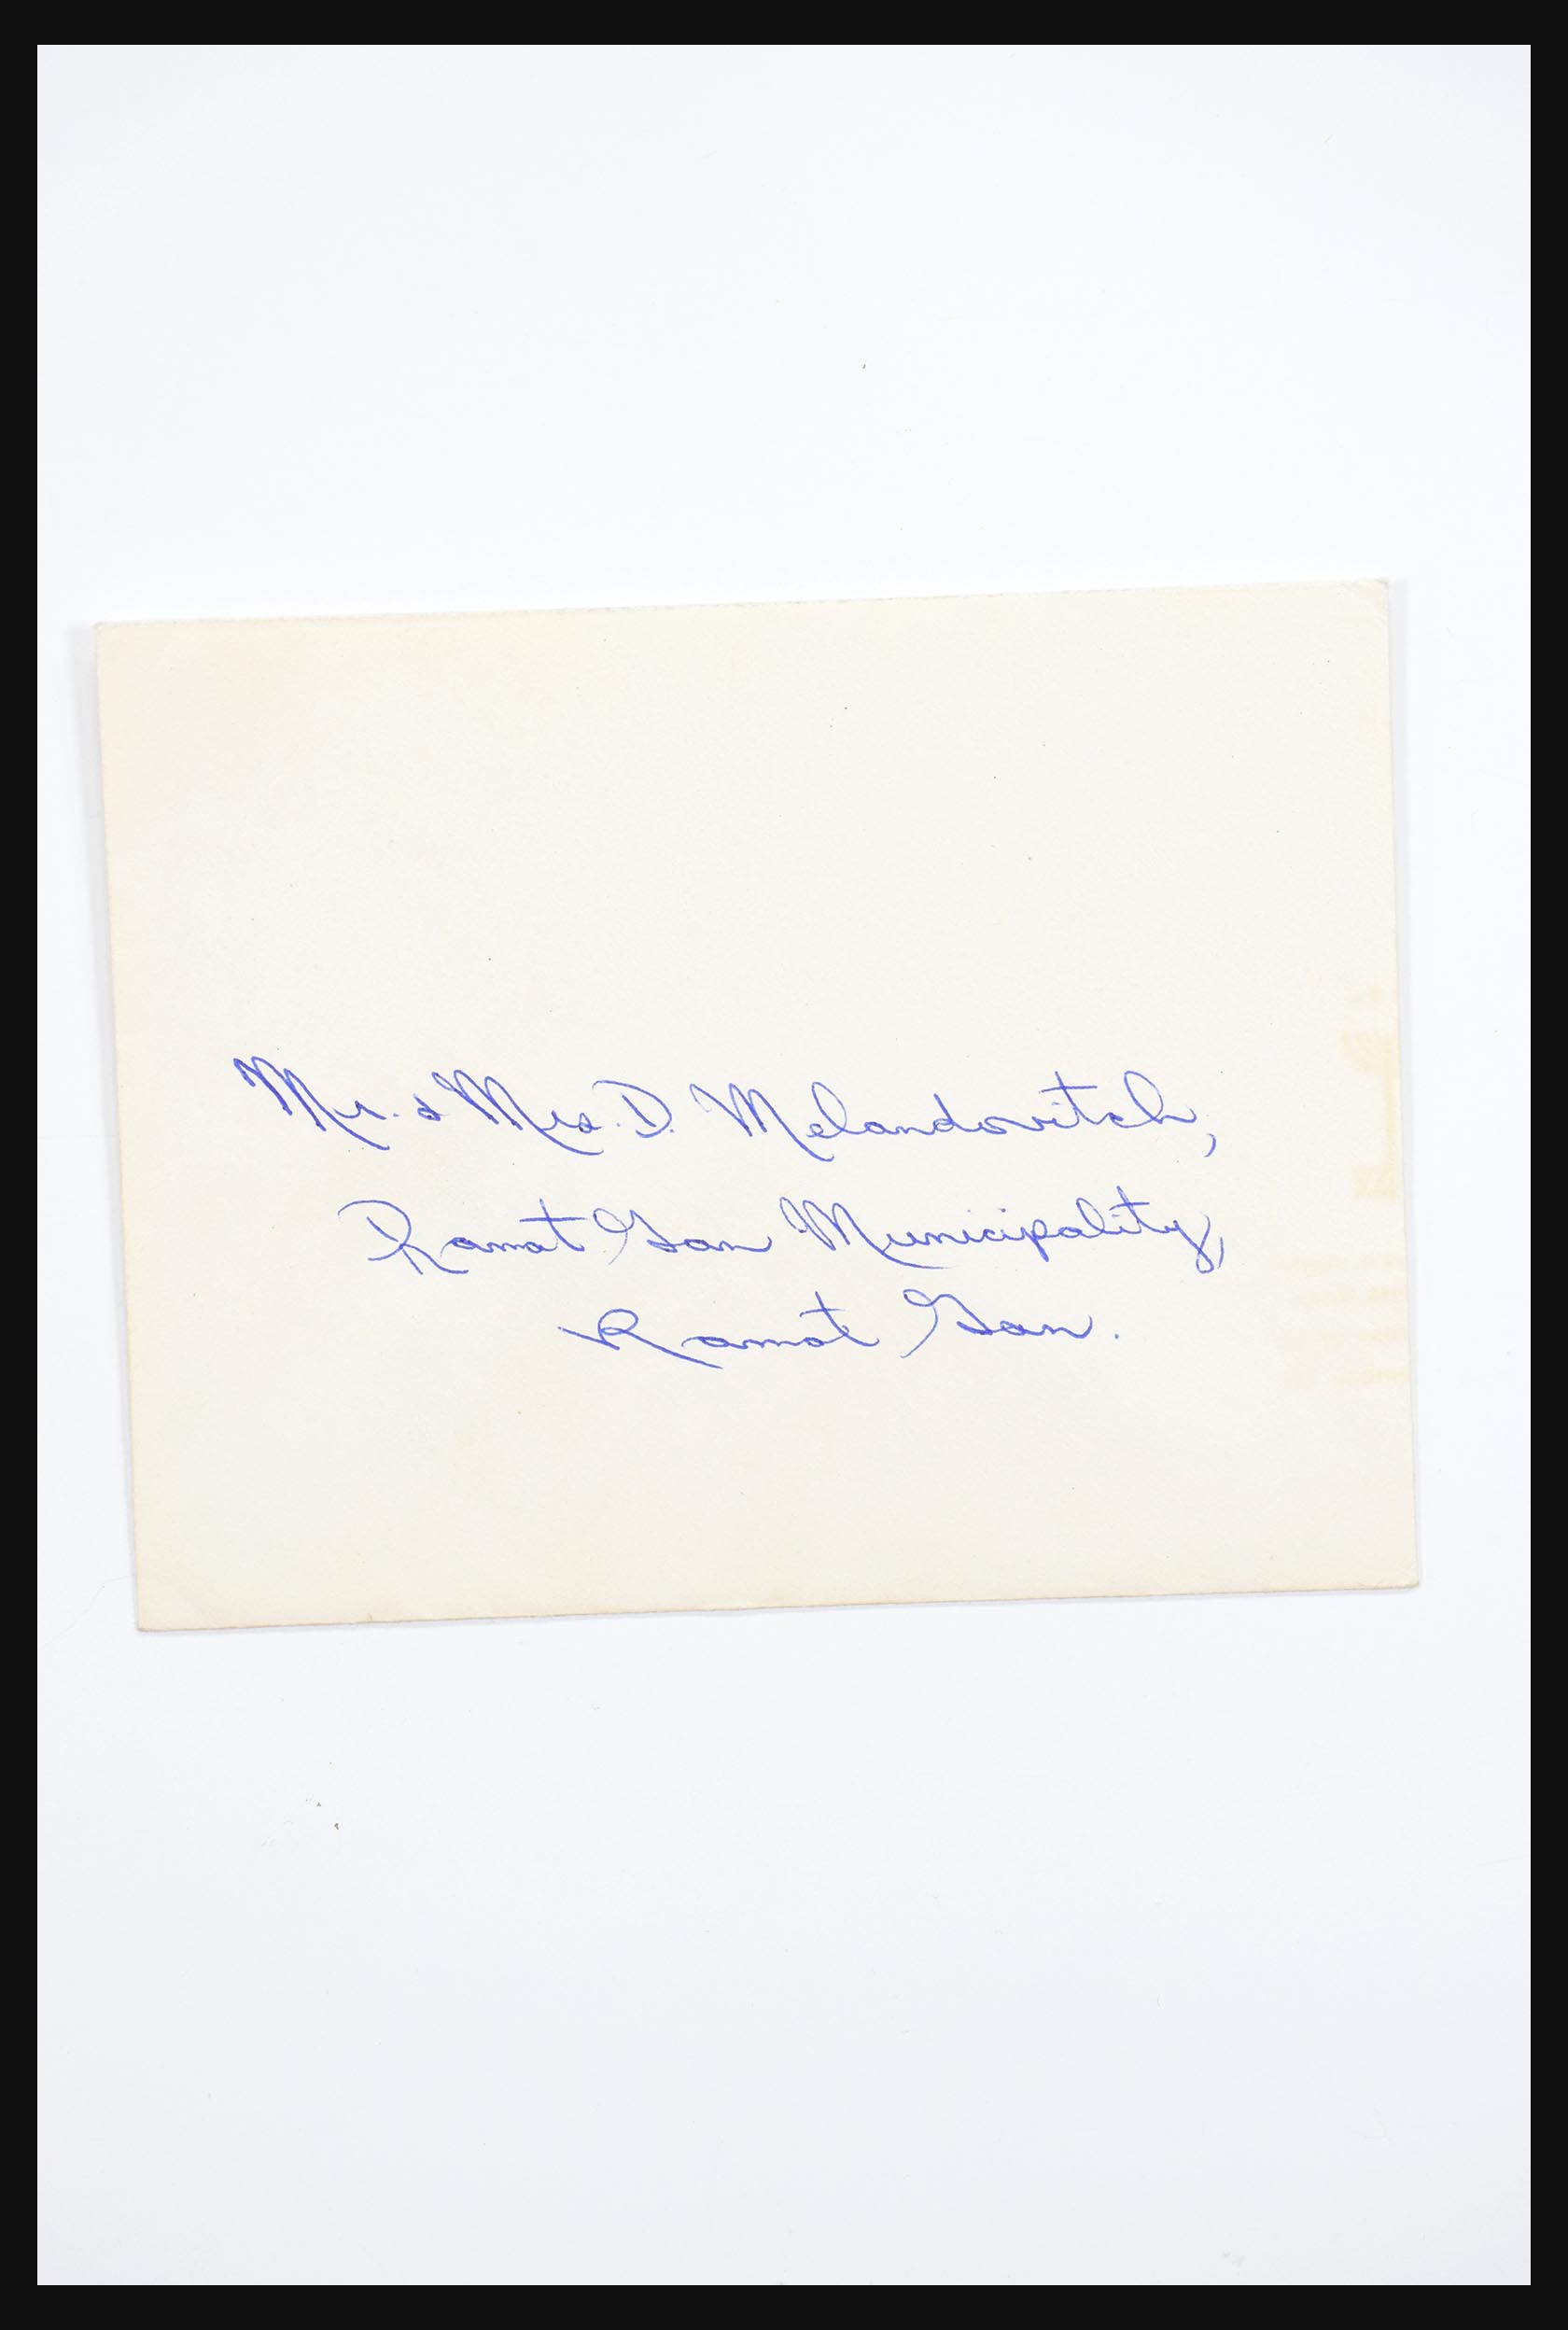 Mr. & Mrs. D. Melandovitch,
Ramat Gan Municipality,
Ramat Gan.